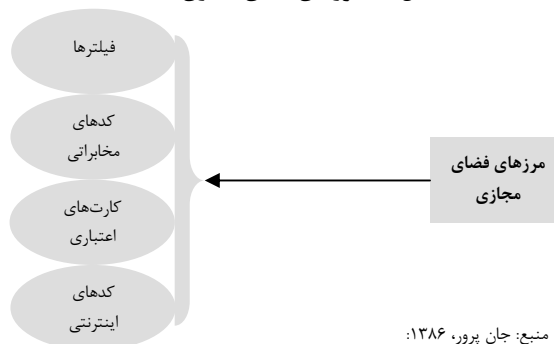 فیلترها
کدهای
مخابراتی
کارت‌های
اعتباری
کدهای
اینترنتی
مرزهای فضای
مجازی
منبع: جان پرور، ۱۳۸۶: